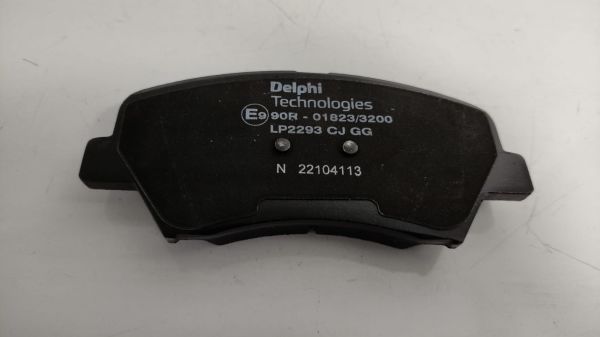 Delphi
Technologies
E9 90R - 01823/3200
LP2293 CJ GG
N 22104113